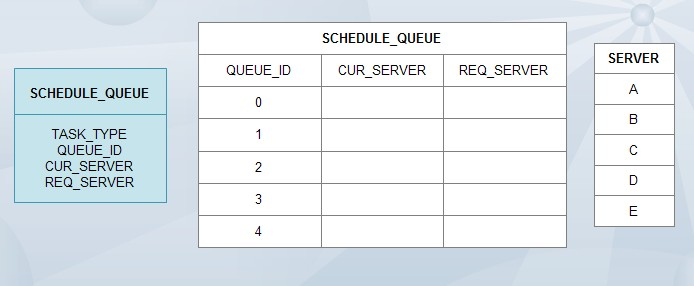 SCHEDULE_QUEUE
TASK_TYPE
QUEUE_ID
CUR_SERVER
REQ_SERVER
SCHEDULE_QUEUE
QUEUE_ID CUR_SERVER REQ_SERVER
0
1
2
3
4
SERVER
A
B
C
D
E